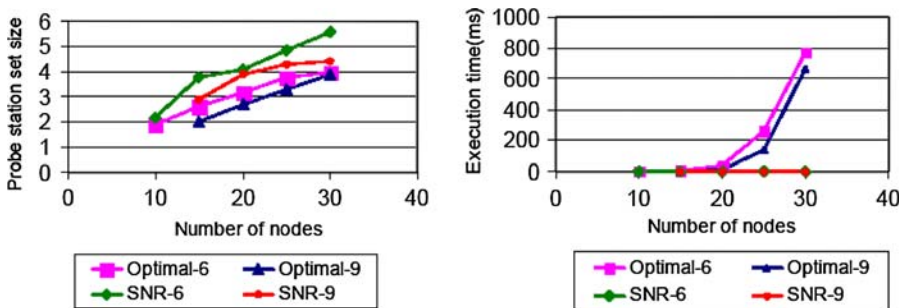 Probe station set size
6
5
4
3
2
1
0
0 10 20 30 40
Number of nodes
Optimal-6 Optimal-9
SNR-6 SNR-9
Execution time(ms)
1000
800
600
400
200
0
0 10 20 30 40
Number of nodes
Optimal-6 Optimal-9
SNR-6 SNR-9